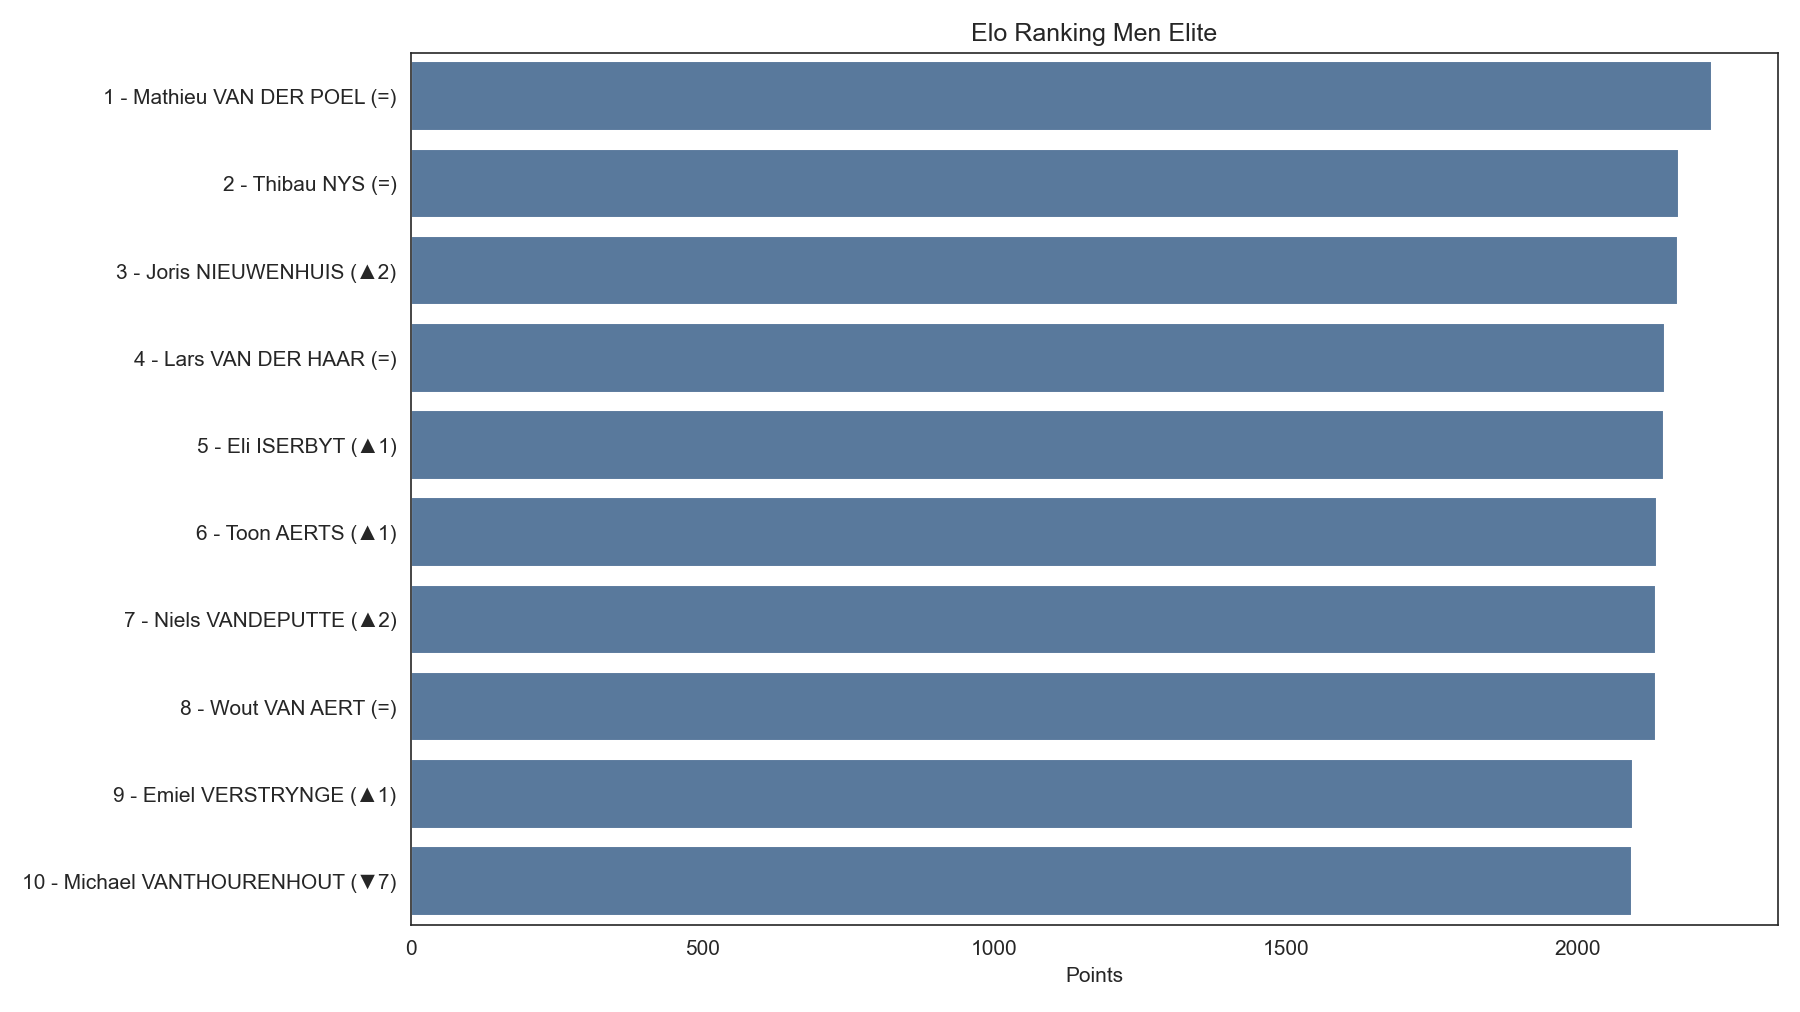 Elo Ranking Men Elite
1 - Mathieu VAN DER POEL (=)
2 - Thibau NYS (=)
3 - Joris NIEUWENHUIS (▲2)
4 - Lars VAN DER HAAR (=)
5 - Eli ISERBYT (▲1)
6 - Toon AERTS (▲1)
7 - Niels VANDEPUTTE (▲2)
8 - Wout VAN AERT (=)
9 - Emiel VERSTRYNGE (▲1)
10 - Michael VANTHOURENHOUT (▼7)
0 500 1000 1500 2000
Points